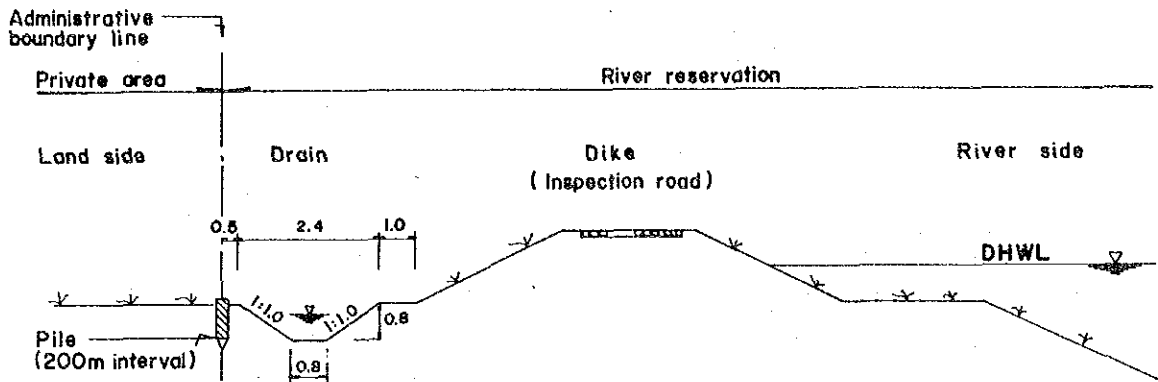 Administrative
boundary line
Private area
River reservation
Land side
Drain
Dike
(Inspection road)
River side
0.5
2.4
1.0
DHWL
1:1.0
1:1.0
0.8
Pile
(200m interval)
0.8